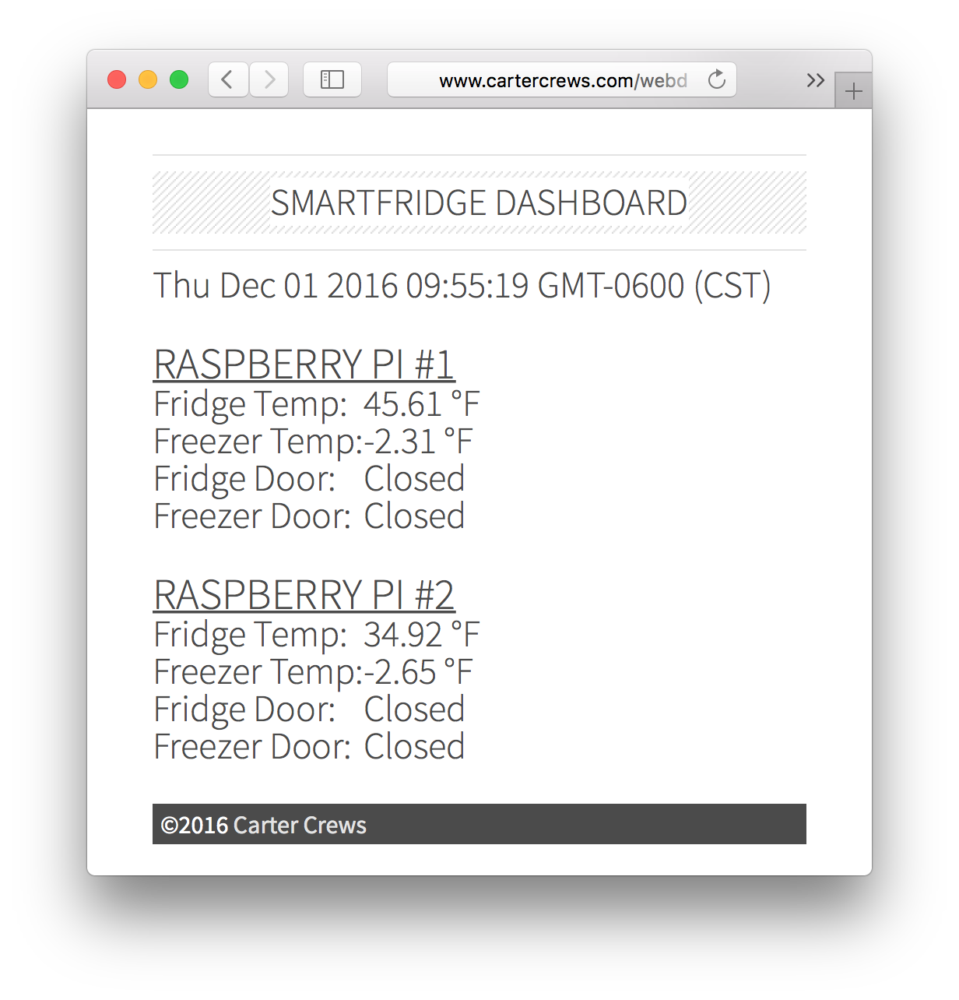 www.cartercrews.com/webd
SMARTFRIDGE DASHBOARD
Thu Dec 01 2016 09:55:19 GMT-0600 (CST)
RASPBERRY PI #1
Fridge Temp: 45.61 °F
Freezer Temp:-2.31 °F
Fridge Door: Closed
Freezer Door: Closed
RASPBERRY PI #2
Fridge Temp: 34.92 °F
Freezer Temp:-2.65 °F
Fridge Door: Closed
Freezer Door: Closed
©2016 Carter Crews